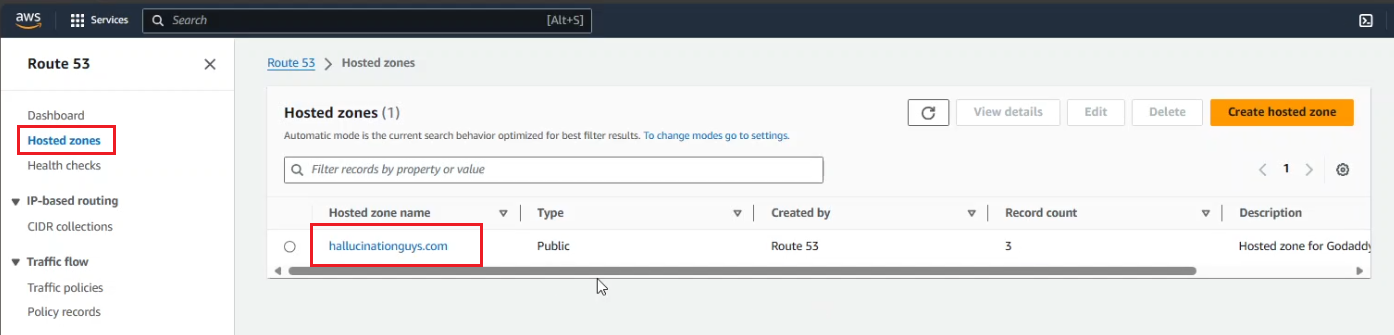 aws
Services
Search
[Alt+S]
Route 53
Dashboard
Hosted zones
Health checks
IP-based routing
CIDR collections
Traffic flow
Traffic policies
Policy records
Route 53 > Hosted zones
Hosted zones (1)
View details
Edit
Delete
Create hosted zone
Automatic mode is the current search behavior optimized for best filter results. To change modes go to settings.
Filter records by property or value
1
Hosted zone name
Type
Created by
Record count
Description
hallucinationguys.com
Public
Route 53
3
Hosted zone for Godaddy